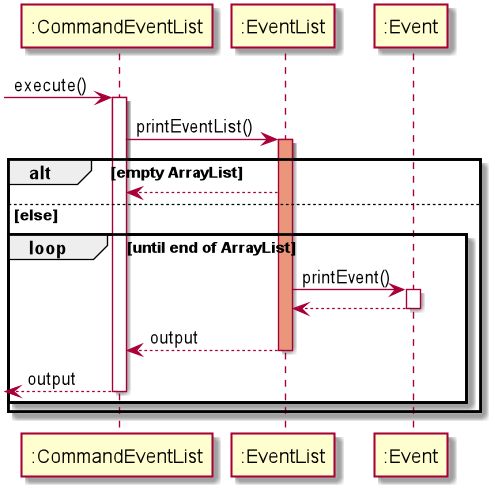 :CommandEventList :EventList :Event
execute()
printEventList()
alt [empty ArrayList]
[else]
loop [until end of ArrayList]
printEvent()
output
output
:CommandEventList :EventList :Event